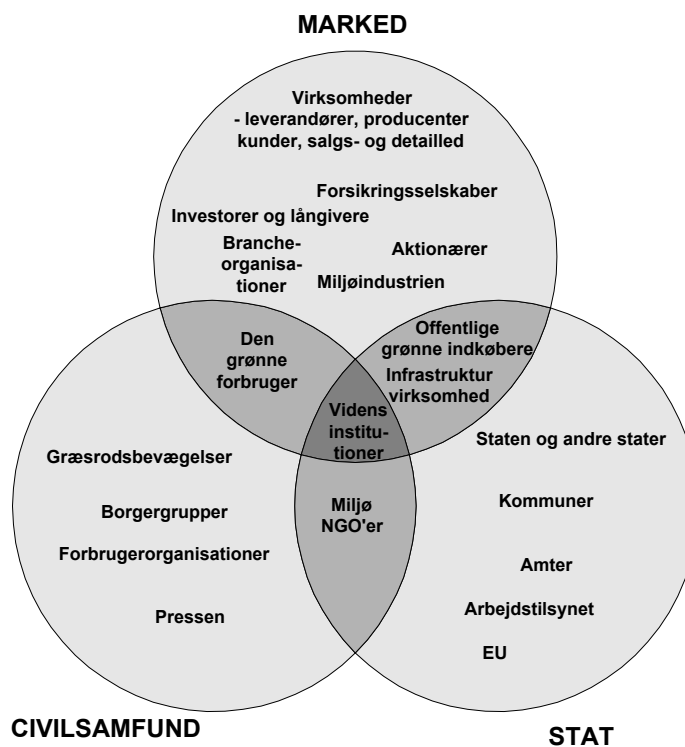 MARKED
Virksomheder
- leverandører, producenter
kunder, salgs- og detailled
Forsikringsselskaber
Investorer og långivere
Branche-
organisa-
tioner
Aktionærer
Miljøindustrien
Den
grønne
forbruger
Offentlige
grønne indkøbere
Infrastruktur
virksomhed
Videns
institu-
tioner
Miljø
NGO'er
Græsrodsbevægelser
Borgergrupper
Forbrugerorganisationer
Pressen
Staten og andre stater
Kommuner
Amter
Arbejdstilsynet
EU
CIVILSAMFUND
STAT